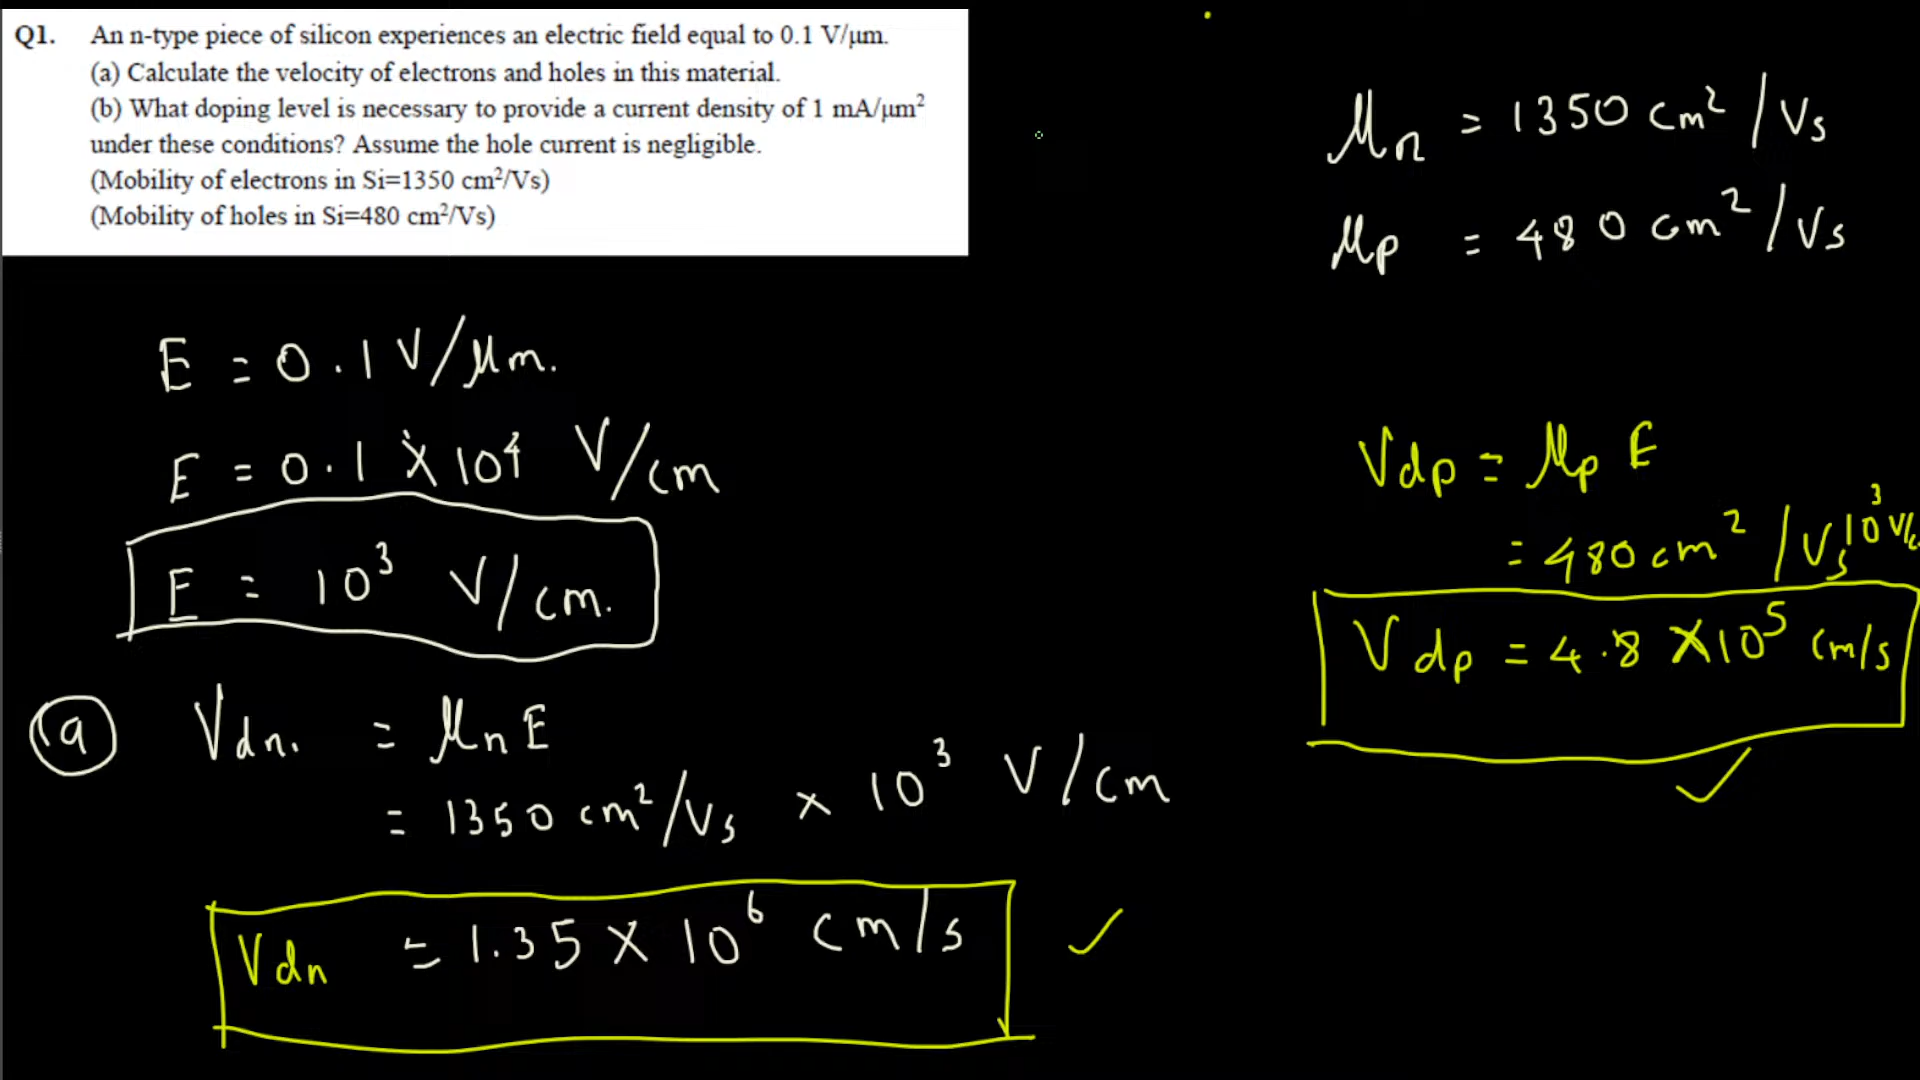 Q1. An n-type piece of silicon experiences an electric field equal to 0.1 V/μm.
(a) Calculate the velocity of electrons and holes in this material.
(b) What doping level is necessary to provide a current density of 1 mA/μm²
under these conditions? Assume the hole current is negligible.
(Mobility of electrons in Si=1350 cm²/Vs)
(Mobility of holes in Si=480 cm²/Vs)
μn = 1350 cm² / Vs
μp = 480 cm² / Vs
E = 0.1 V/μm.
E = 0.1 × 10⁴ V/cm
E = 10³ V/cm.
(a) Vdn. = μn E
= 1350 cm²/Vs × 10³ V/cm
Vdn = 1.35 × 10⁶ cm/s
Vdp = μp E
= 480 cm² / Vs 10³ V/c
Vdp = 4.8 × 10⁵ cm/s